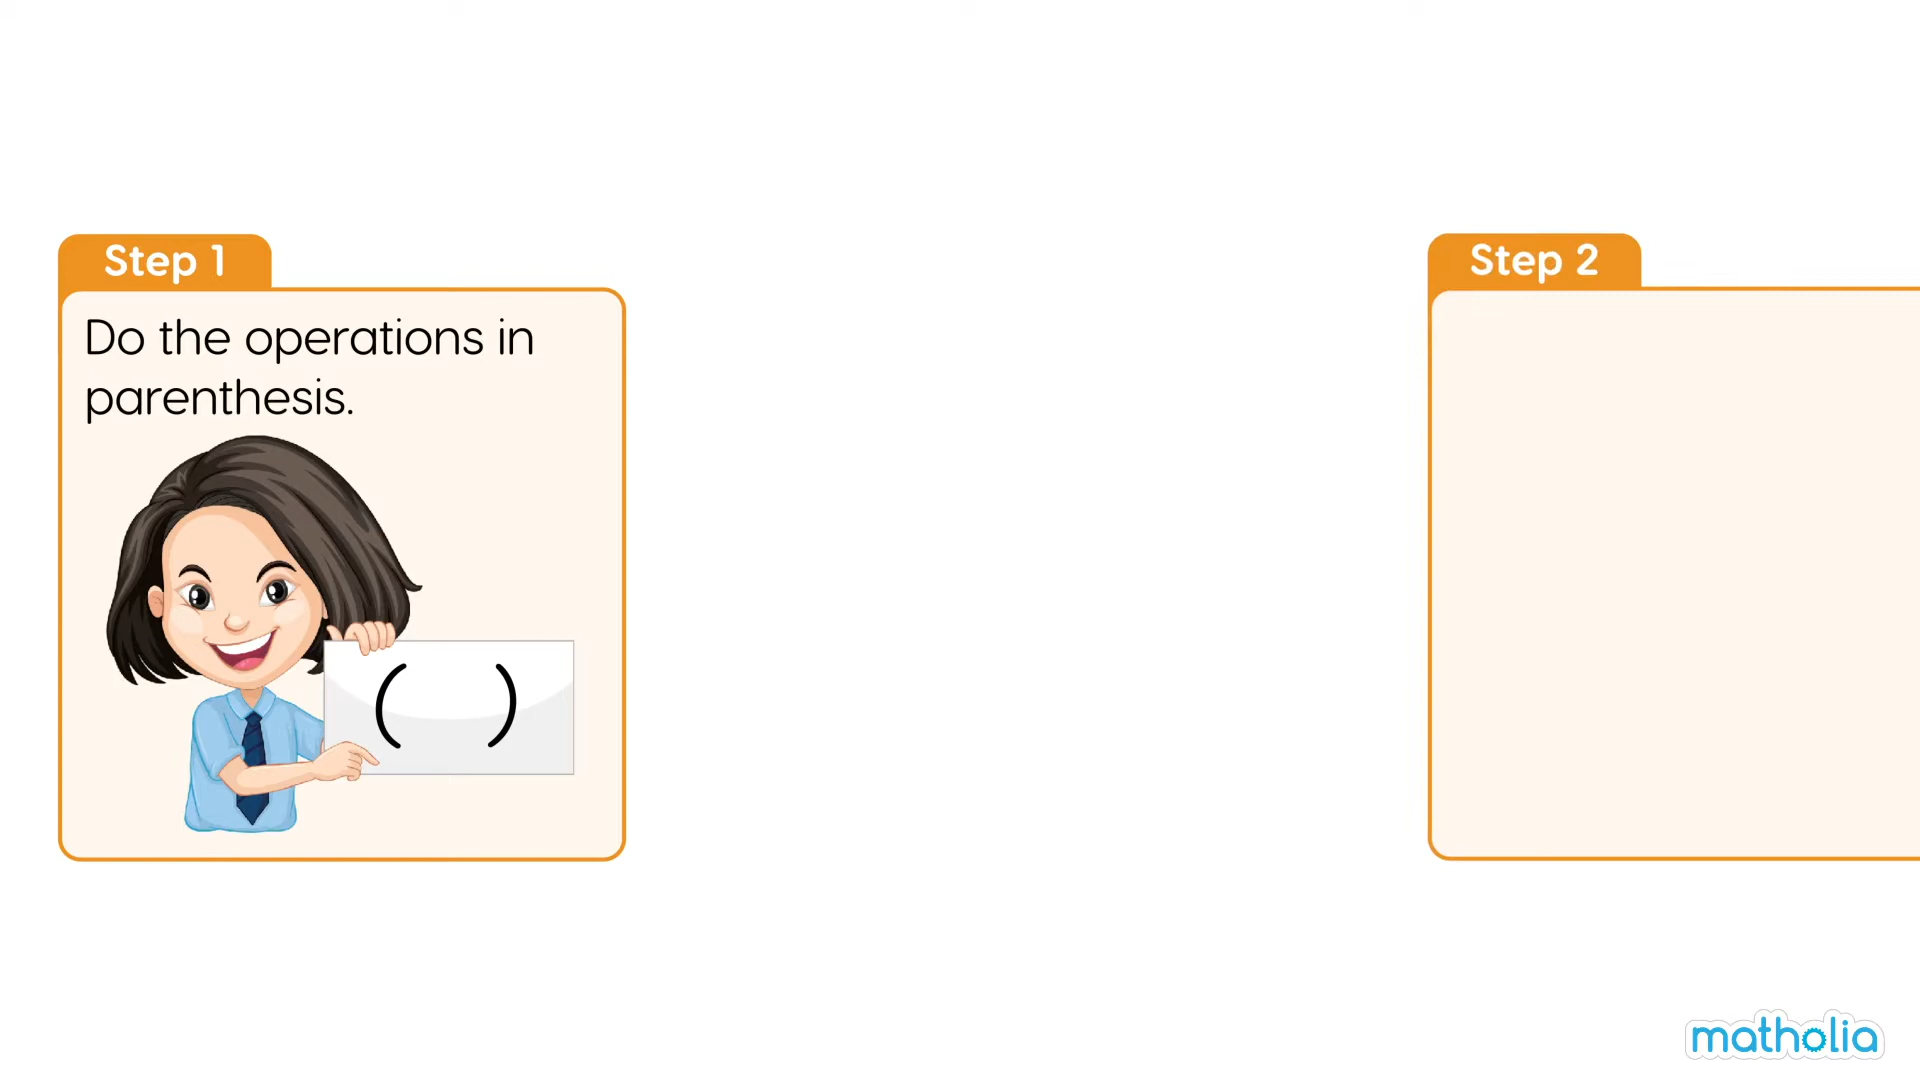 Step 1
Do the operations in
parenthesis.
( )
Step 2
matholia